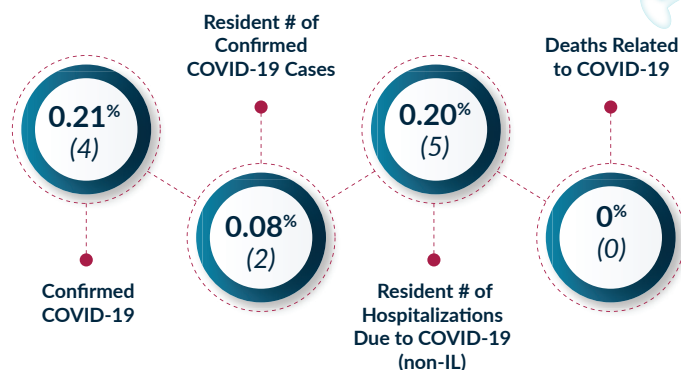 0.21%
(4)
Confirmed
COVID-19
Resident # of
Confirmed
COVID-19 Cases
0.08%
(2)
0.20%
(5)
Resident # of
Hospitalizations
Due to COVID-19
(non-IL)
Deaths Related
to COVID-19
0%
(0)